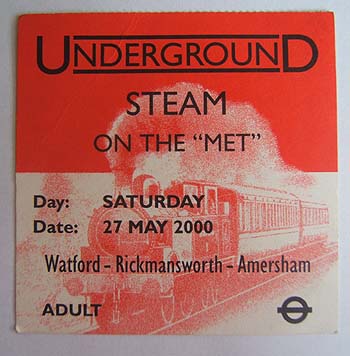 UNDERGROUND
STEAM
ON THE “MET”
Day: SATURDAY
Date: 27 MAY 2000
Watford - Rickmansworth - Amersham
ADULT